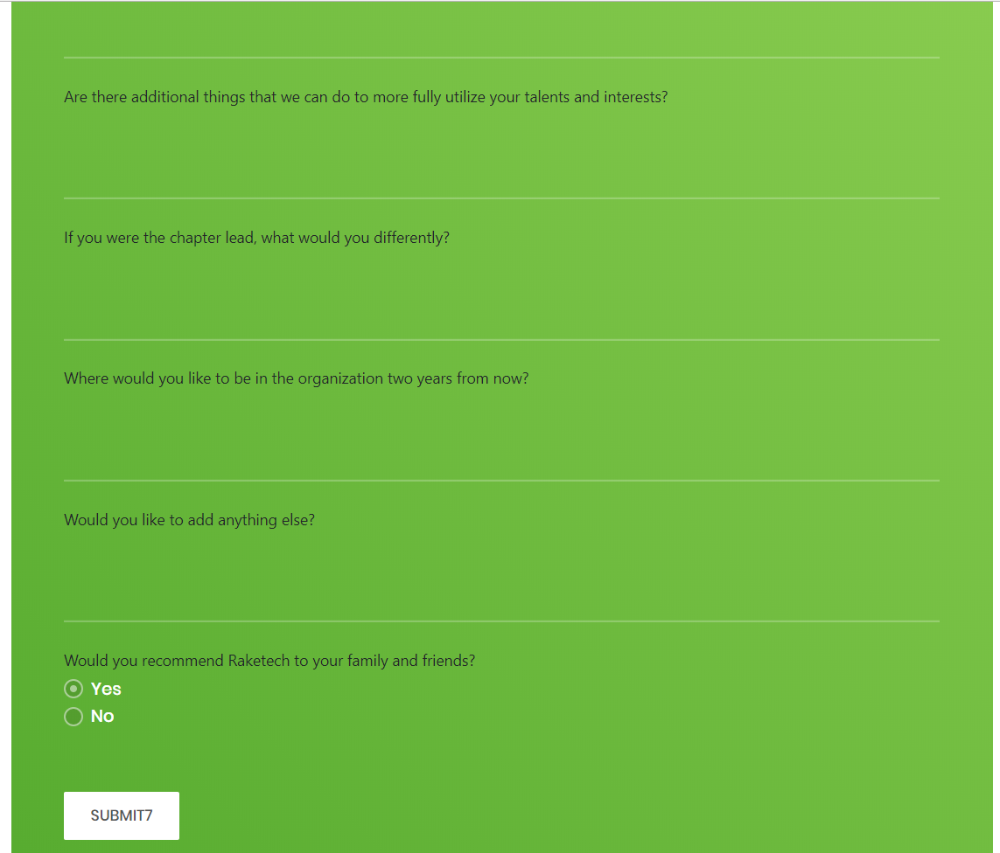 Are there additional things that we can do to more fully utilize your talents and interests?
If you were the chapter lead, what would you differently?
Where would you like to be in the organization two years from now?
Would you like to add anything else?
Would you recommend Raketech to your family and friends?
Yes
No
SUBMIT7